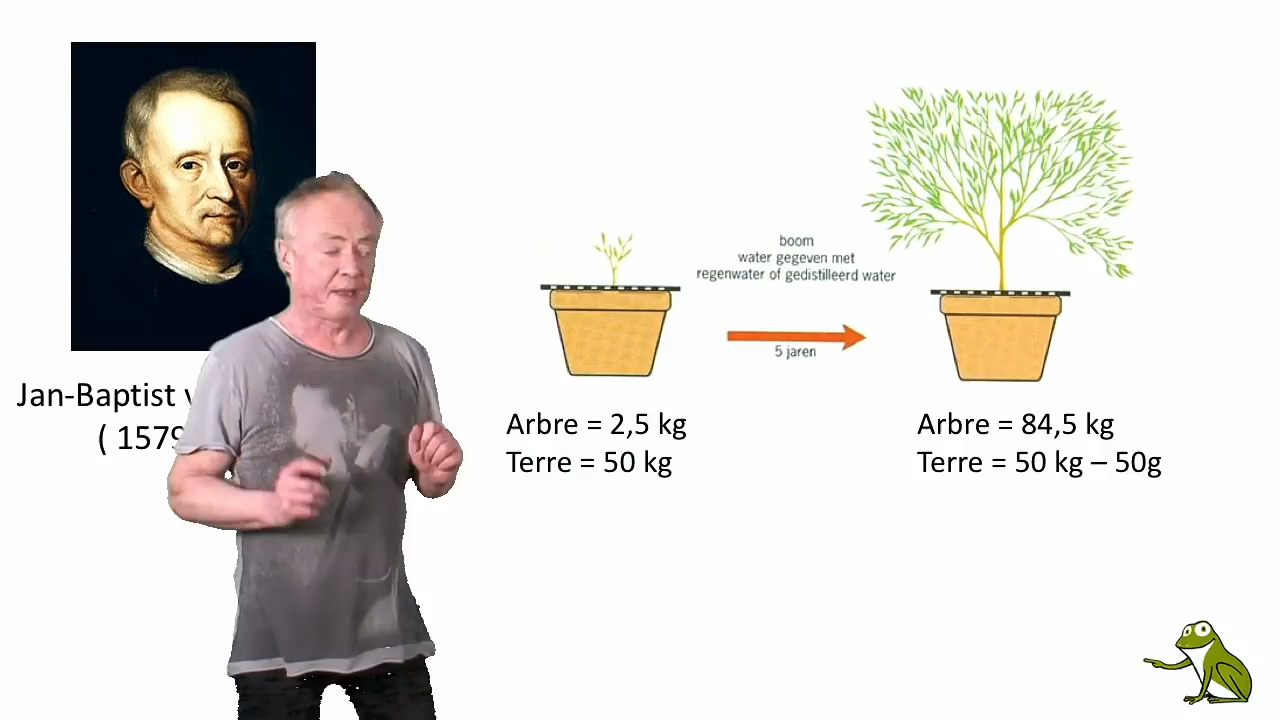 Jan-Baptist
( 1579
boom
water gegeven met
regenwater of gedistilleerd water
5 jaren
Arbre = 2,5 kg
Terre = 50 kg
Arbre = 84,5 kg
Terre = 50 kg – 50g